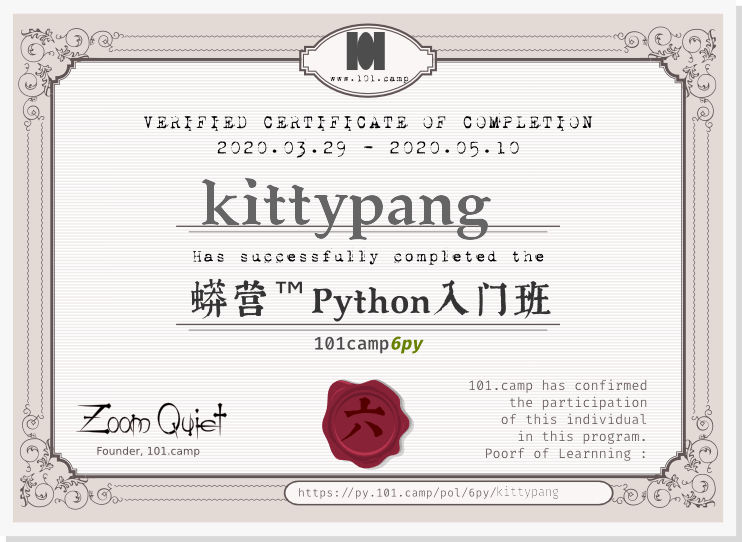 101
www.101.camp
VERIFIED CERTIFICATE OF COMPLETION
2020.03.29 - 2020.05.10
kittypang
Has successfully completed the
蟒营™Python入门班
101camp6py
101.camp has confirmed
the participation
of this individual
in this program.
Poorf of Learnning :
六
Zoom Quiet
Founder, 101.camp
https://py.101.camp/pol/6py/kittypang